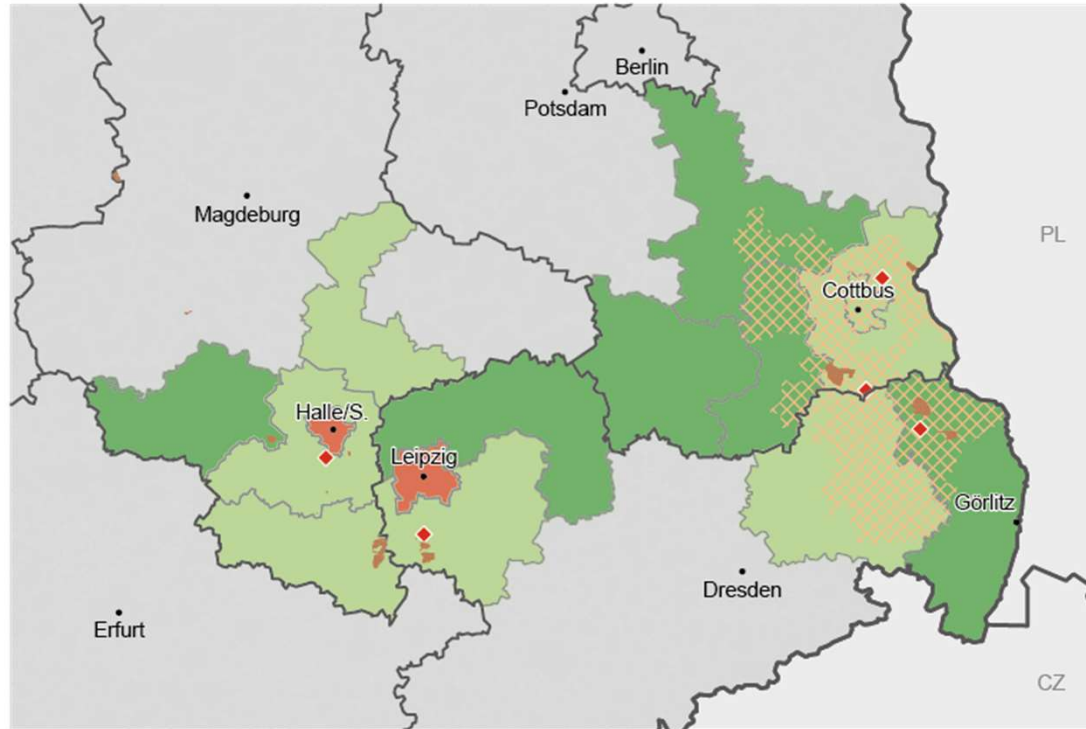 Berlin
Potsdam
Magdeburg
PL
Cottbus
Halle/S.
Leipzig
Görlitz
Dresden
Erfurt
CZ